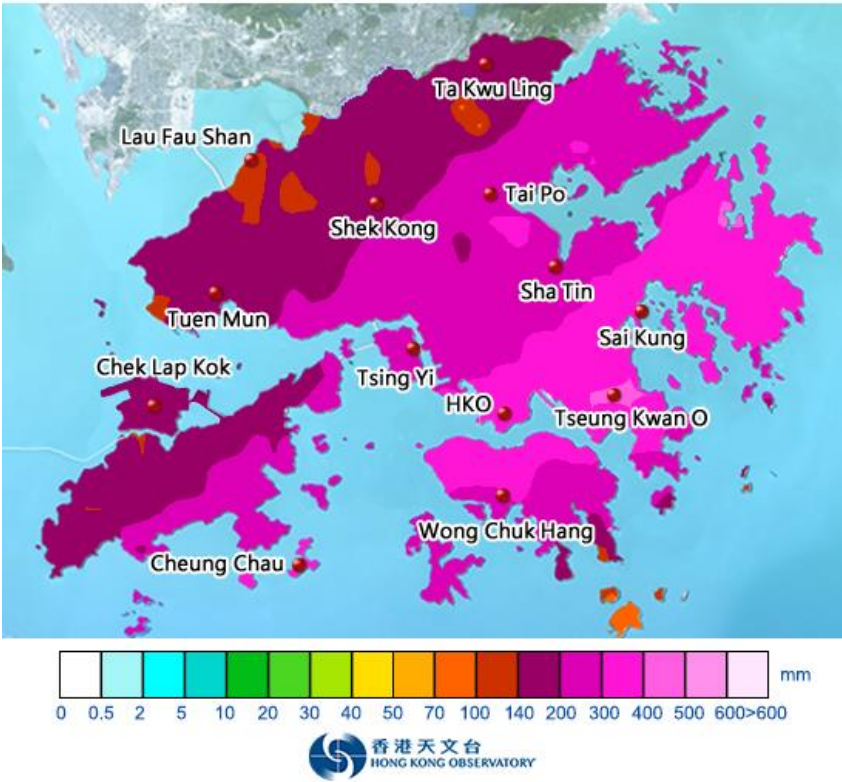 Ta Kwu Ling
Lau Fau Shan
Tai Po
Shek Kong
Sha Tin
Tuen Mun
Sai Kung
Chek Lap Kok
Tsing Yi
HKO
Tseung Kwan O
Wong Chuk Hang
Cheung Chau
mm
0 0.5 2 5 10 20 30 40 50 70 100 140 200 300 400 500 600>600
香港天文台
HONG KONG OBSERVATORY